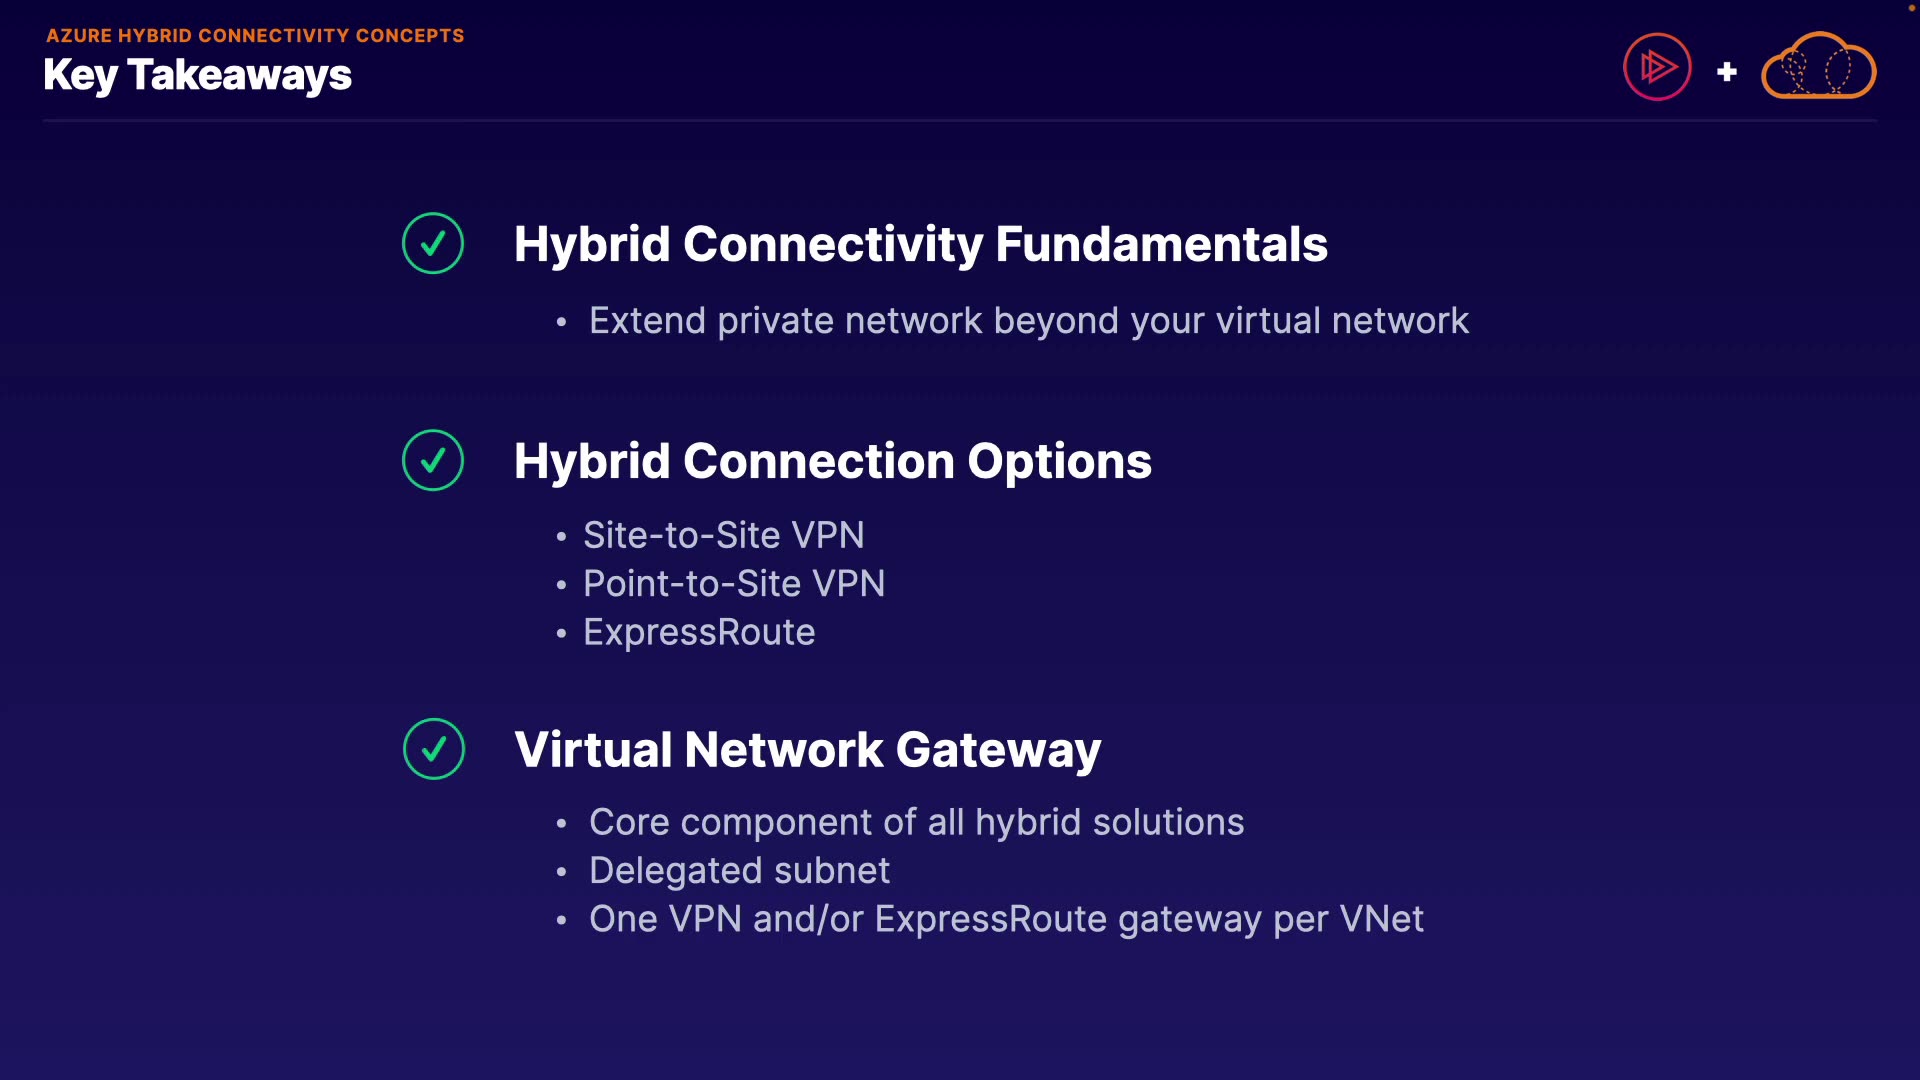 AZURE HYBRID CONNECTIVITY CONCEPTS
Key Takeaways
Hybrid Connectivity Fundamentals
• Extend private network beyond your virtual network
Hybrid Connection Options
• Site-to-Site VPN
• Point-to-Site VPN
• ExpressRoute
Virtual Network Gateway
• Core component of all hybrid solutions
• Delegated subnet
• One VPN and/or ExpressRoute gateway per VNet